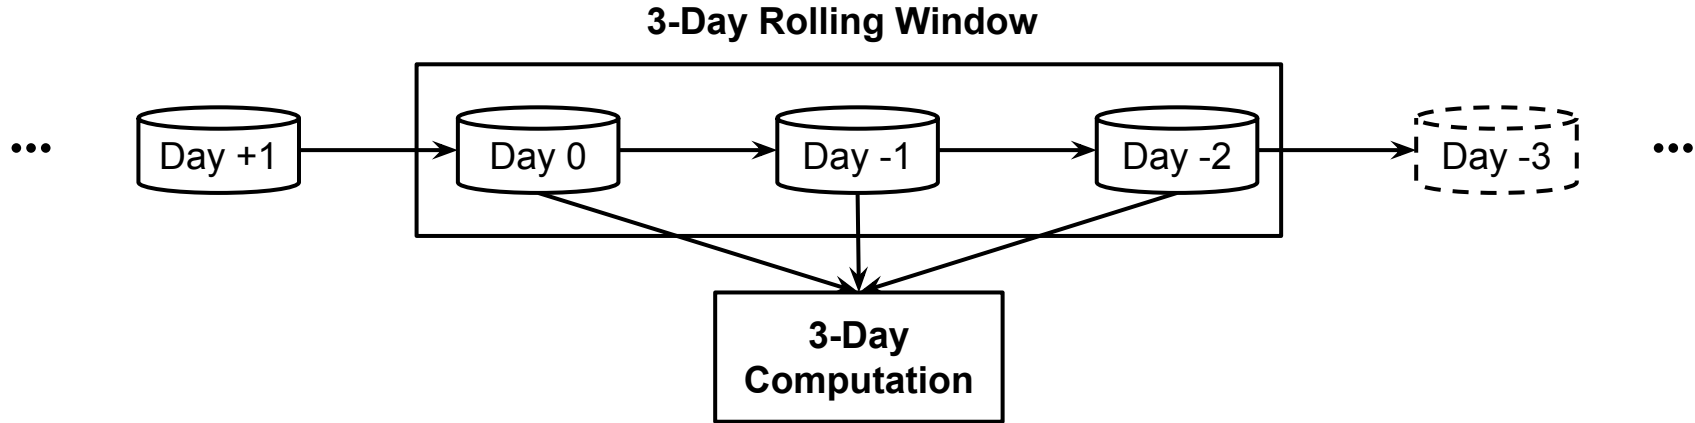 3-Day Rolling Window
... Day +1 Day 0 Day -1 Day -2 Day -3 ...
3-Day
Computation